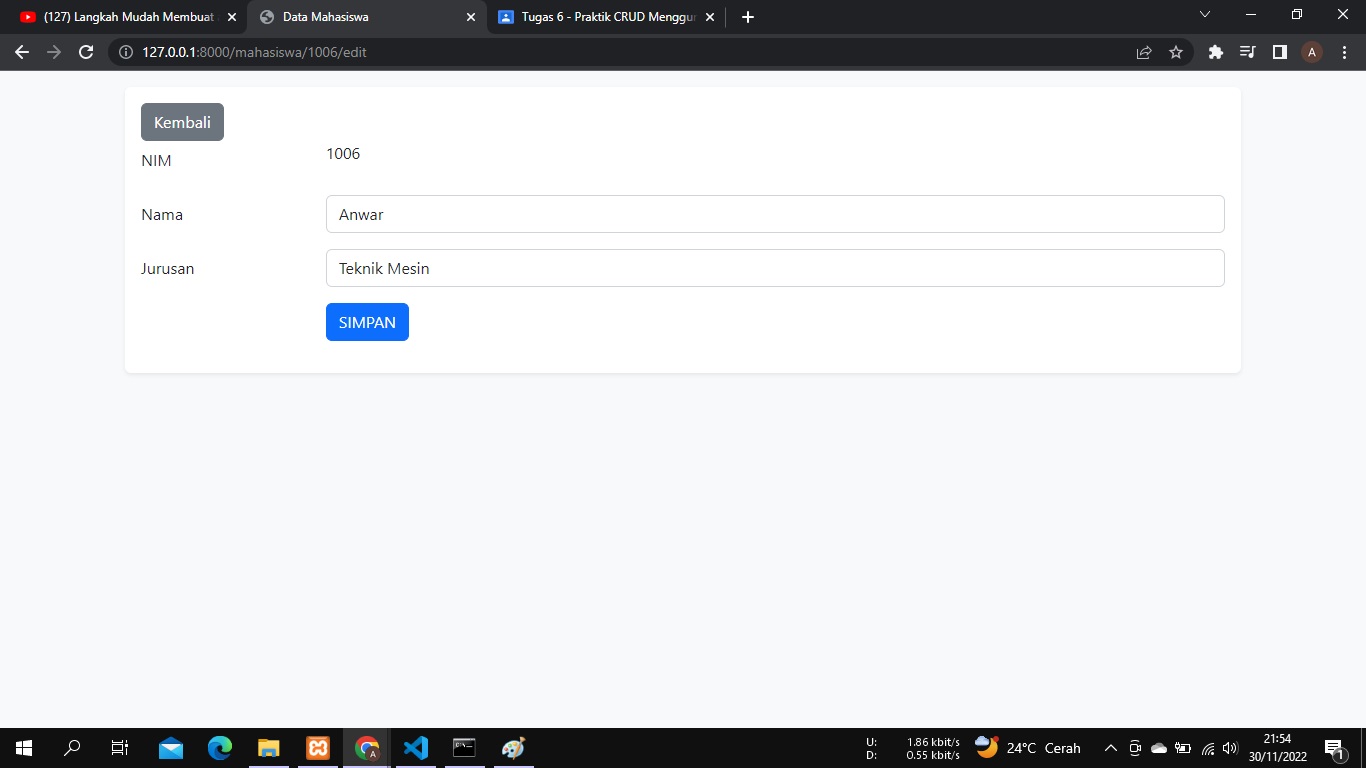 (127) Langkah Mudah Membuat
Data Mahasiswa
Tugas 6 - Praktik CRUD Menggun
127.0.0.1:8000/mahasiswa/1006/edit
A
Kembali
NIM
1006
Nama
Anwar
Jurusan
Teknik Mesin
SIMPAN
A
U: 1.86 kbit/s
D: 0.55 kbit/s
24°C Cerah
21:54
30/11/2022
1